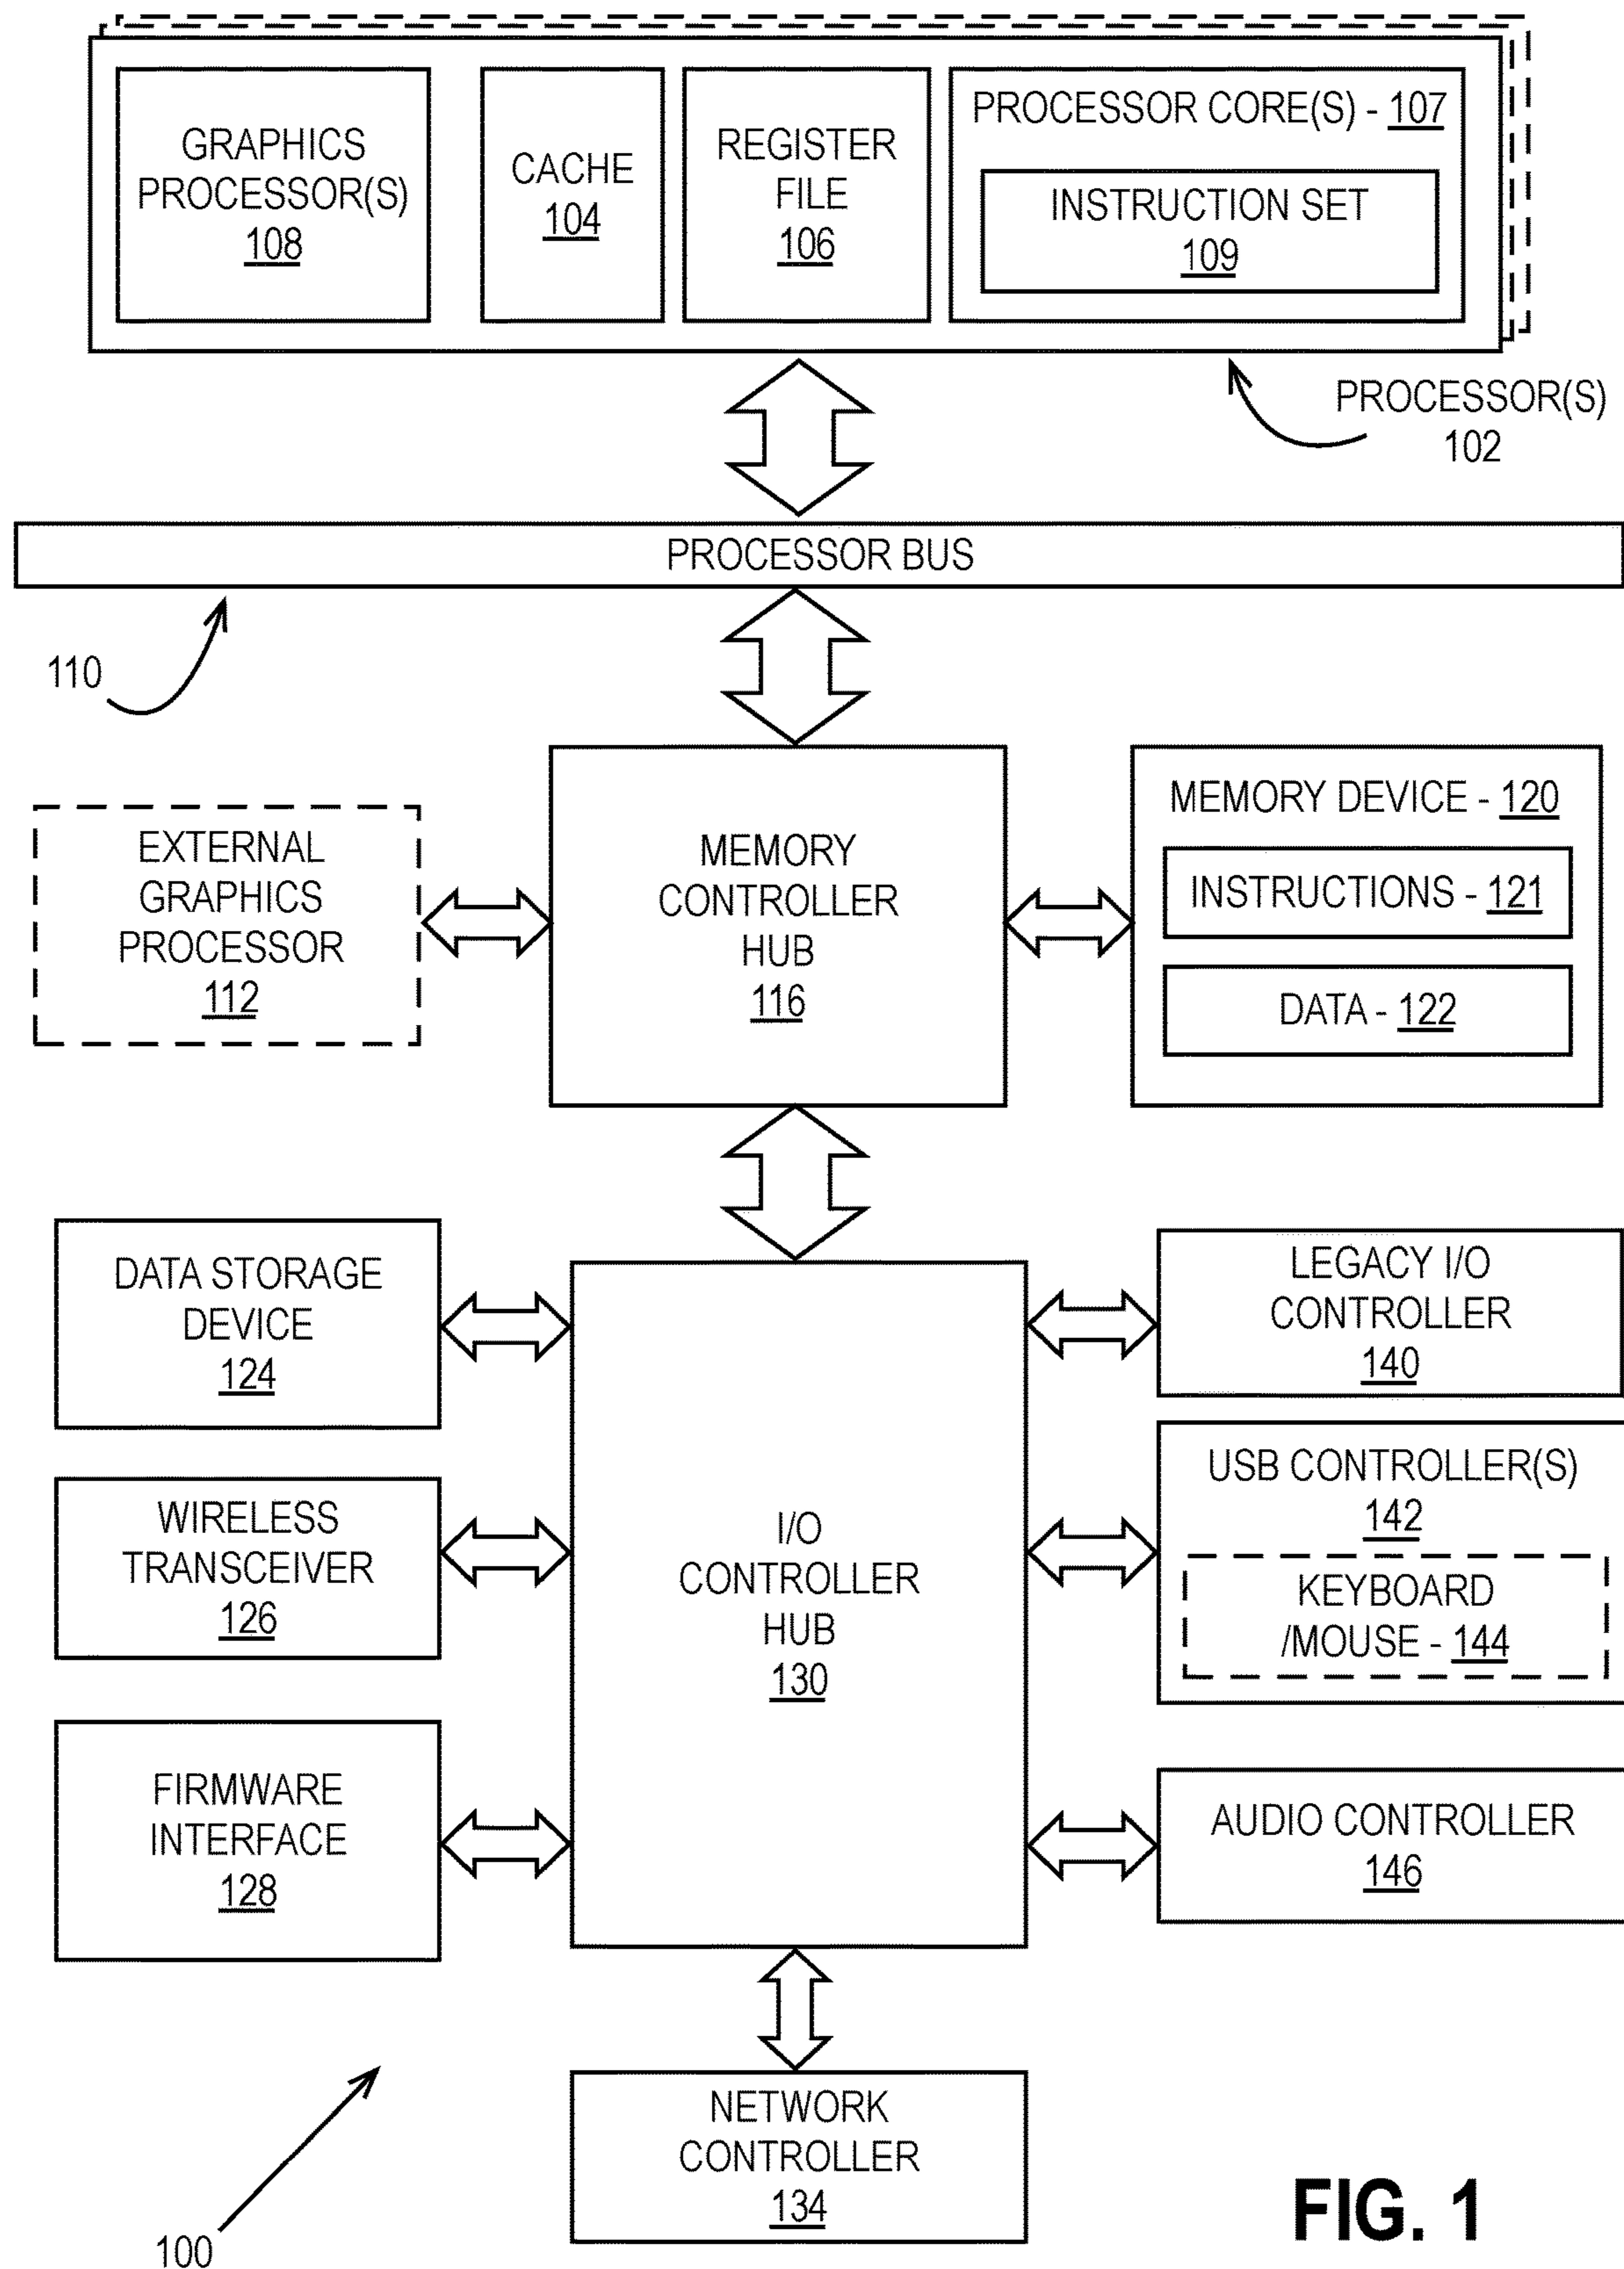 GRAPHICS
PROCESSOR(S)
108
CACHE
104
REGISTER
FILE
106
PROCESSOR CORE(S) - 107
INSTRUCTION SET
109
PROCESSOR(S)
102
PROCESSOR BUS
110
EXTERNAL
GRAPHICS
PROCESSOR
112
MEMORY
CONTROLLER
HUB
116
MEMORY DEVICE - 120
INSTRUCTIONS - 121
DATA - 122
DATA STORAGE
DEVICE
124
WIRELESS
TRANSCEIVER
126
FIRMWARE
INTERFACE
128
I/O
CONTROLLER
HUB
130
LEGACY I/O
CONTROLLER
140
USB CONTROLLER(S)
142
KEYBOARD
/MOUSE - 144
AUDIO CONTROLLER
146
NETWORK
CONTROLLER
134
100
FIG. 1